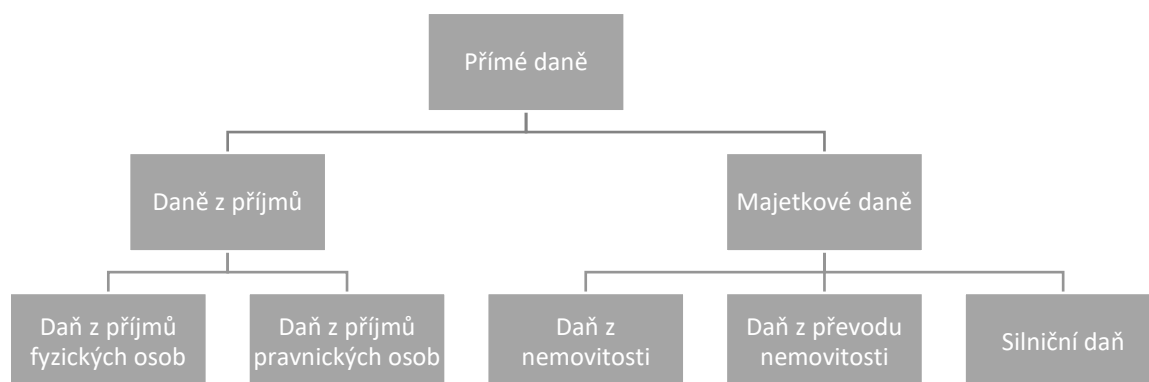 Přímé daně
Daně z příjmů
Majetkové daně
Daň z příjmů
fyzických osob
Daň z příjmů
pravnických osob
Daň z
nemovitosti
Daň z převodu
nemovitosti
Silniční daň